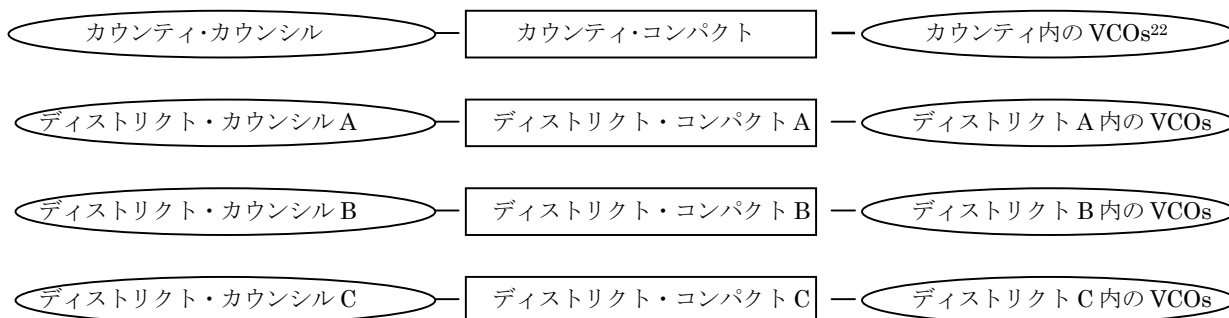 カウンティ・カウンシル カウンティ・コンパクト カウンティ内の VCOs²²
ディストリクト・カウンシル A ディストリクト・コンパクト A ディストリクト A 内の VCOs
ディストリクト・カウンシル B ディストリクト・コンパクト B ディストリクト B 内の VCOs
ディストリクト・カウンシル C ディストリクト・コンパクト C ディストリクト C 内の VCOs